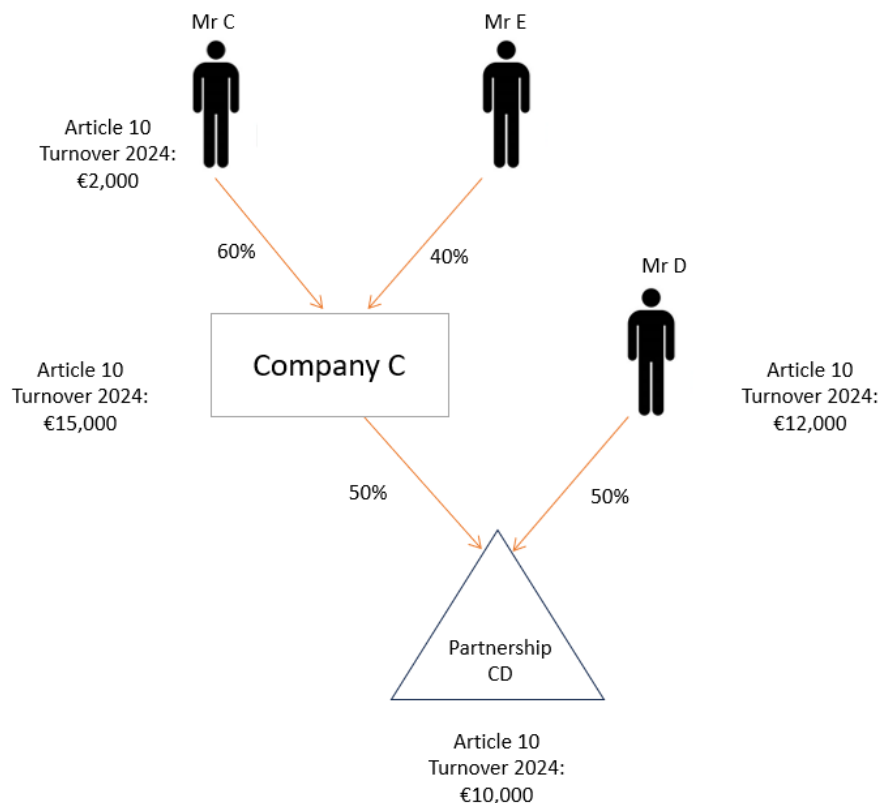 Mr C
Mr E
Article 10
Turnover 2024:
€2,000
60%
40%
Mr D
Company C
Article 10
Turnover 2024:
€15,000
Article 10
Turnover 2024:
€12,000
50%
50%
Partnership
CD
Article 10
Turnover 2024:
€10,000